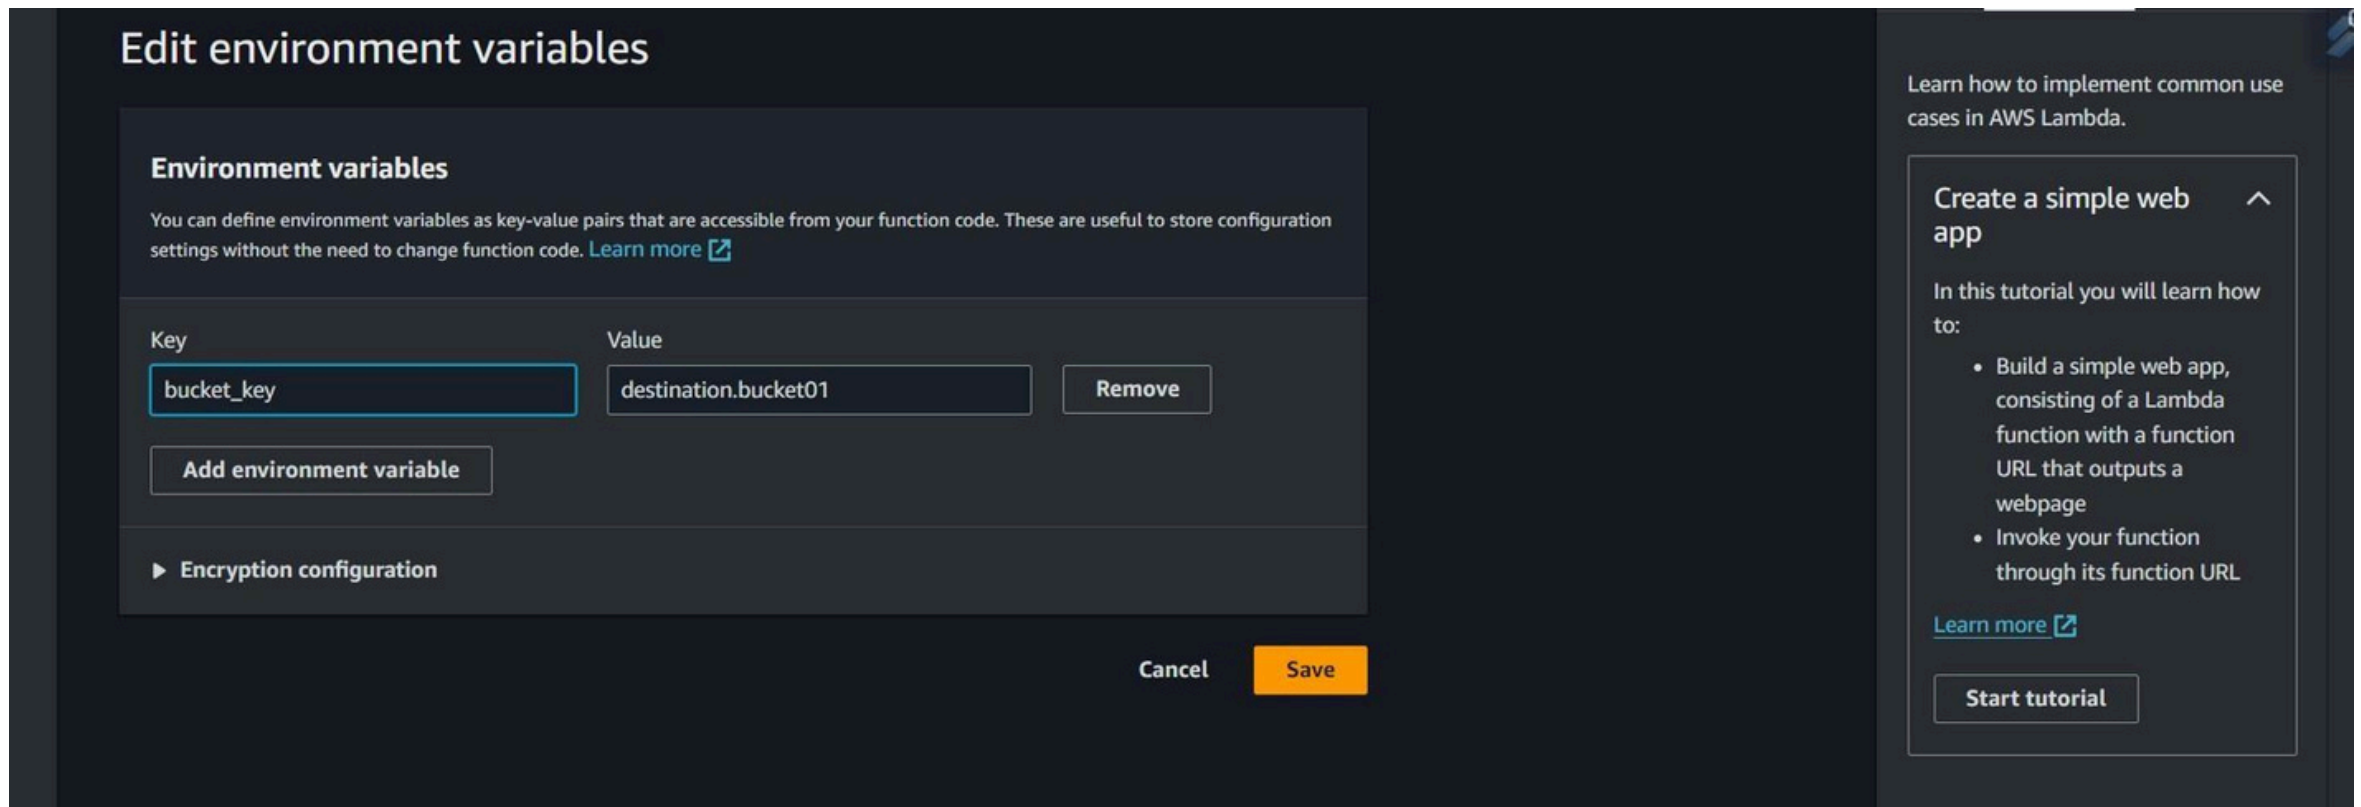 Edit environment variables
Environment variables
You can define environment variables as key-value pairs that are accessible from your function code. These are useful to store configuration
settings without the need to change function code. Learn more
Key
Value
bucket_key
destination.bucket01
Remove
Add environment variable
Encryption configuration
Cancel
Save
Learn how to implement common use
cases in AWS Lambda.
Create a simple web
app
In this tutorial you will learn how
to:
• Build a simple web app,
consisting of a Lambda
function with a function
URL that outputs a
webpage
• Invoke your function
through its function URL
Learn more
Start tutorial